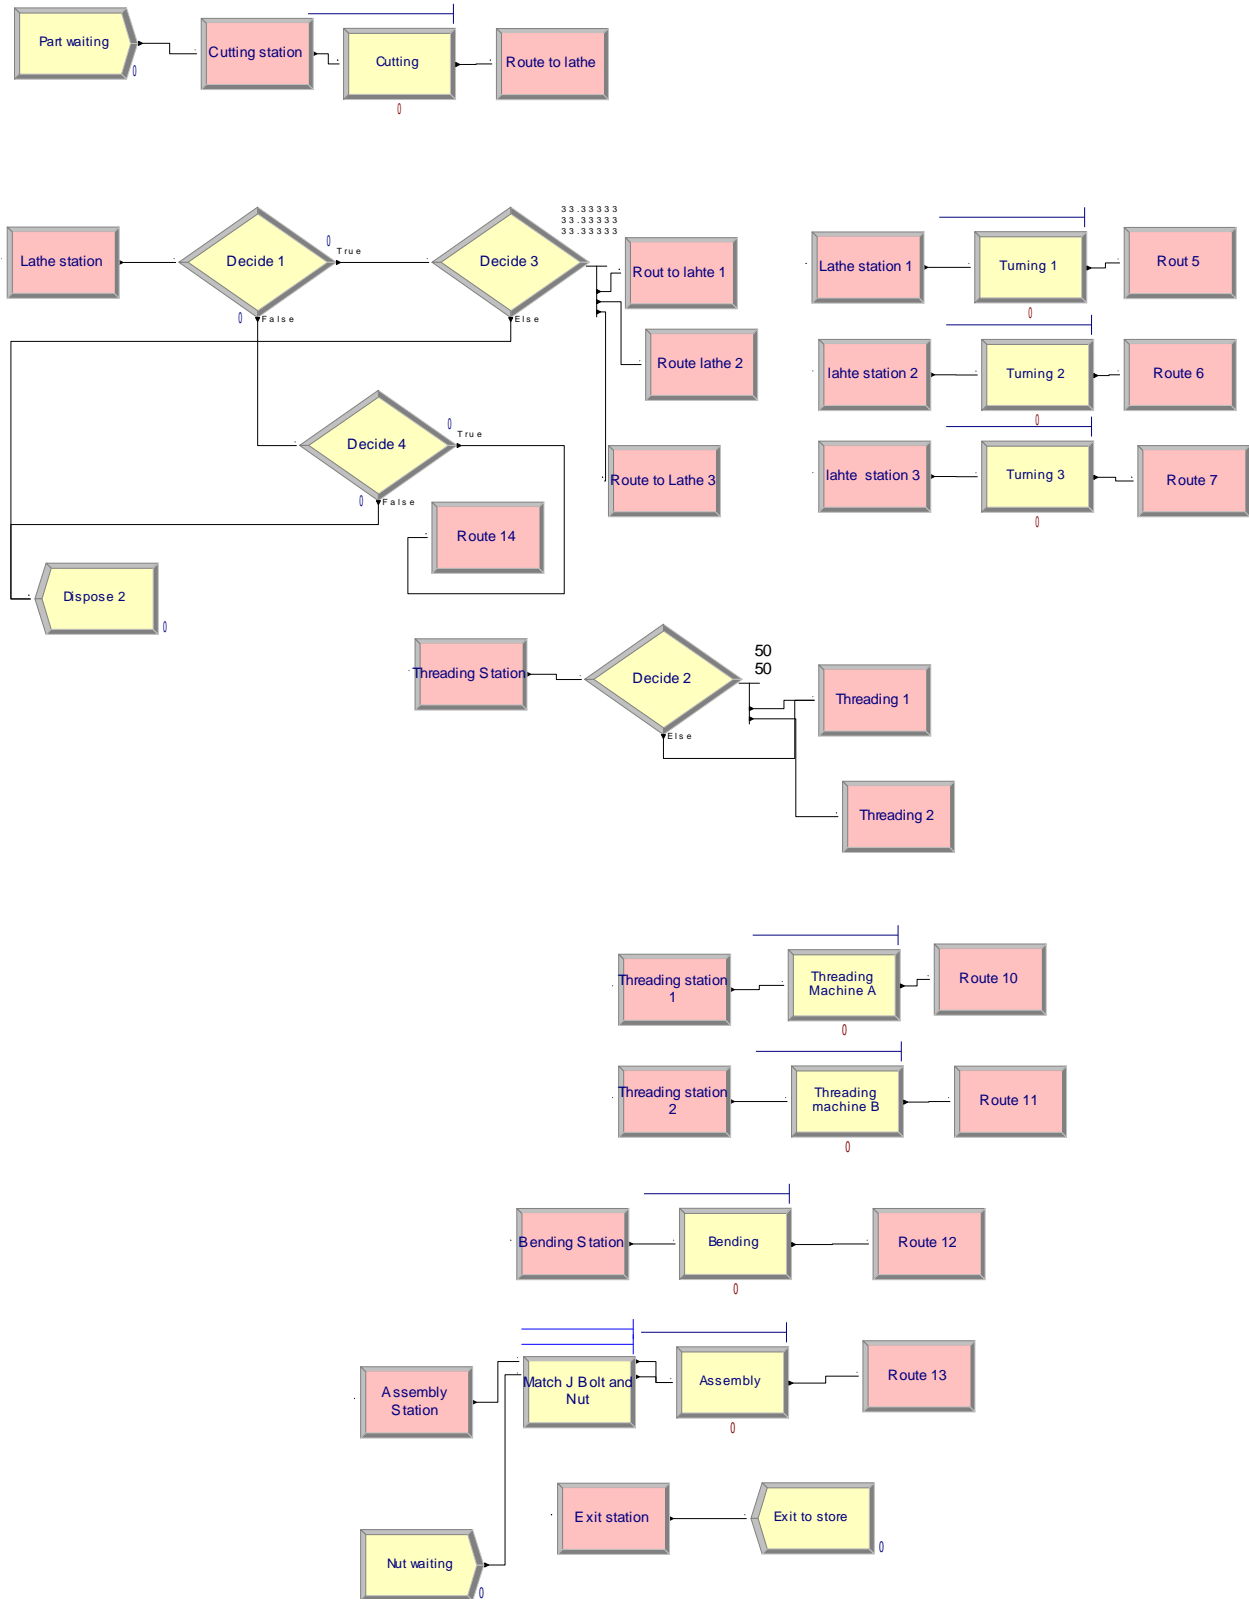 Part waiting
0
Cutting station
Cutting
0
Route to lathe
Lathe station
Decide 1
0
True
0
False
Decide 3
33.33333
33.33333
33.33333
Else
Rout to lahte 1
Route lathe 2
Route to Lathe 3
Decide 4
0
True
0
False
Route 14
Dispose 2
0
Lathe station 1
Turning 1
0
Rout 5
lahte station 2
Turning 2
0
Route 6
lahte station 3
Turning 3
0
Route 7
Threading Station
Decide 2
50
50
Else
Threading 1
Threading 2
Threading station
1
Threading
Machine A
0
Route 10
Threading station
2
Threading
machine B
0
Route 11
Bending Station
Bending
0
Route 12
Assembly
Station
Match J Bolt and
Nut
Assembly
0
Route 13
Exit station
Exit to store
0
Nut waiting
0